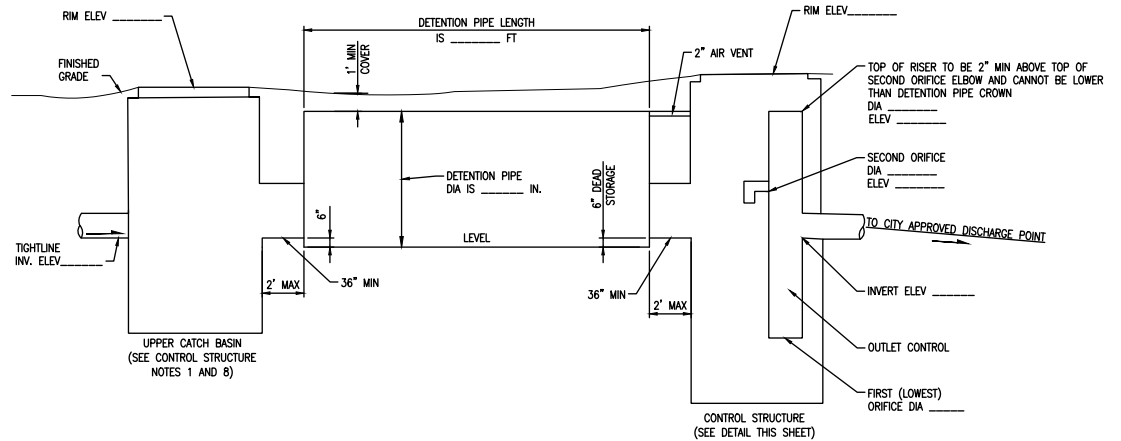 RIM ELEV _______
DETENTION PIPE LENGTH
IS _______ FT
RIM ELEV_______
FINISHED
GRADE
1' MIN
COVER
2" AIR VENT
TOP OF RISER TO BE 2" MIN ABOVE TOP OF
SECOND ORIFICE ELBOW AND CANNOT BE LOWER
THAN DETENTION PIPE CROWN
DIA _______
ELEV _______
DETENTION PIPE
DIA IS ______ IN.
6" DEAD
STORAGE
SECOND ORIFICE
DIA _______
ELEV _______
6"
LEVEL
TO CITY APPROVED DISCHARGE POINT
TIGHTLINE
INV. ELEV______
2' MAX
36" MIN
36" MIN
2' MAX
INVERT ELEV ______
UPPER CATCH BASIN
(SEE CONTROL STRUCTURE
NOTES 1 AND 8)
OUTLET CONTROL
FIRST (LOWEST)
ORIFICE DIA _____
CONTROL STRUCTURE
(SEE DETAIL THIS SHEET)